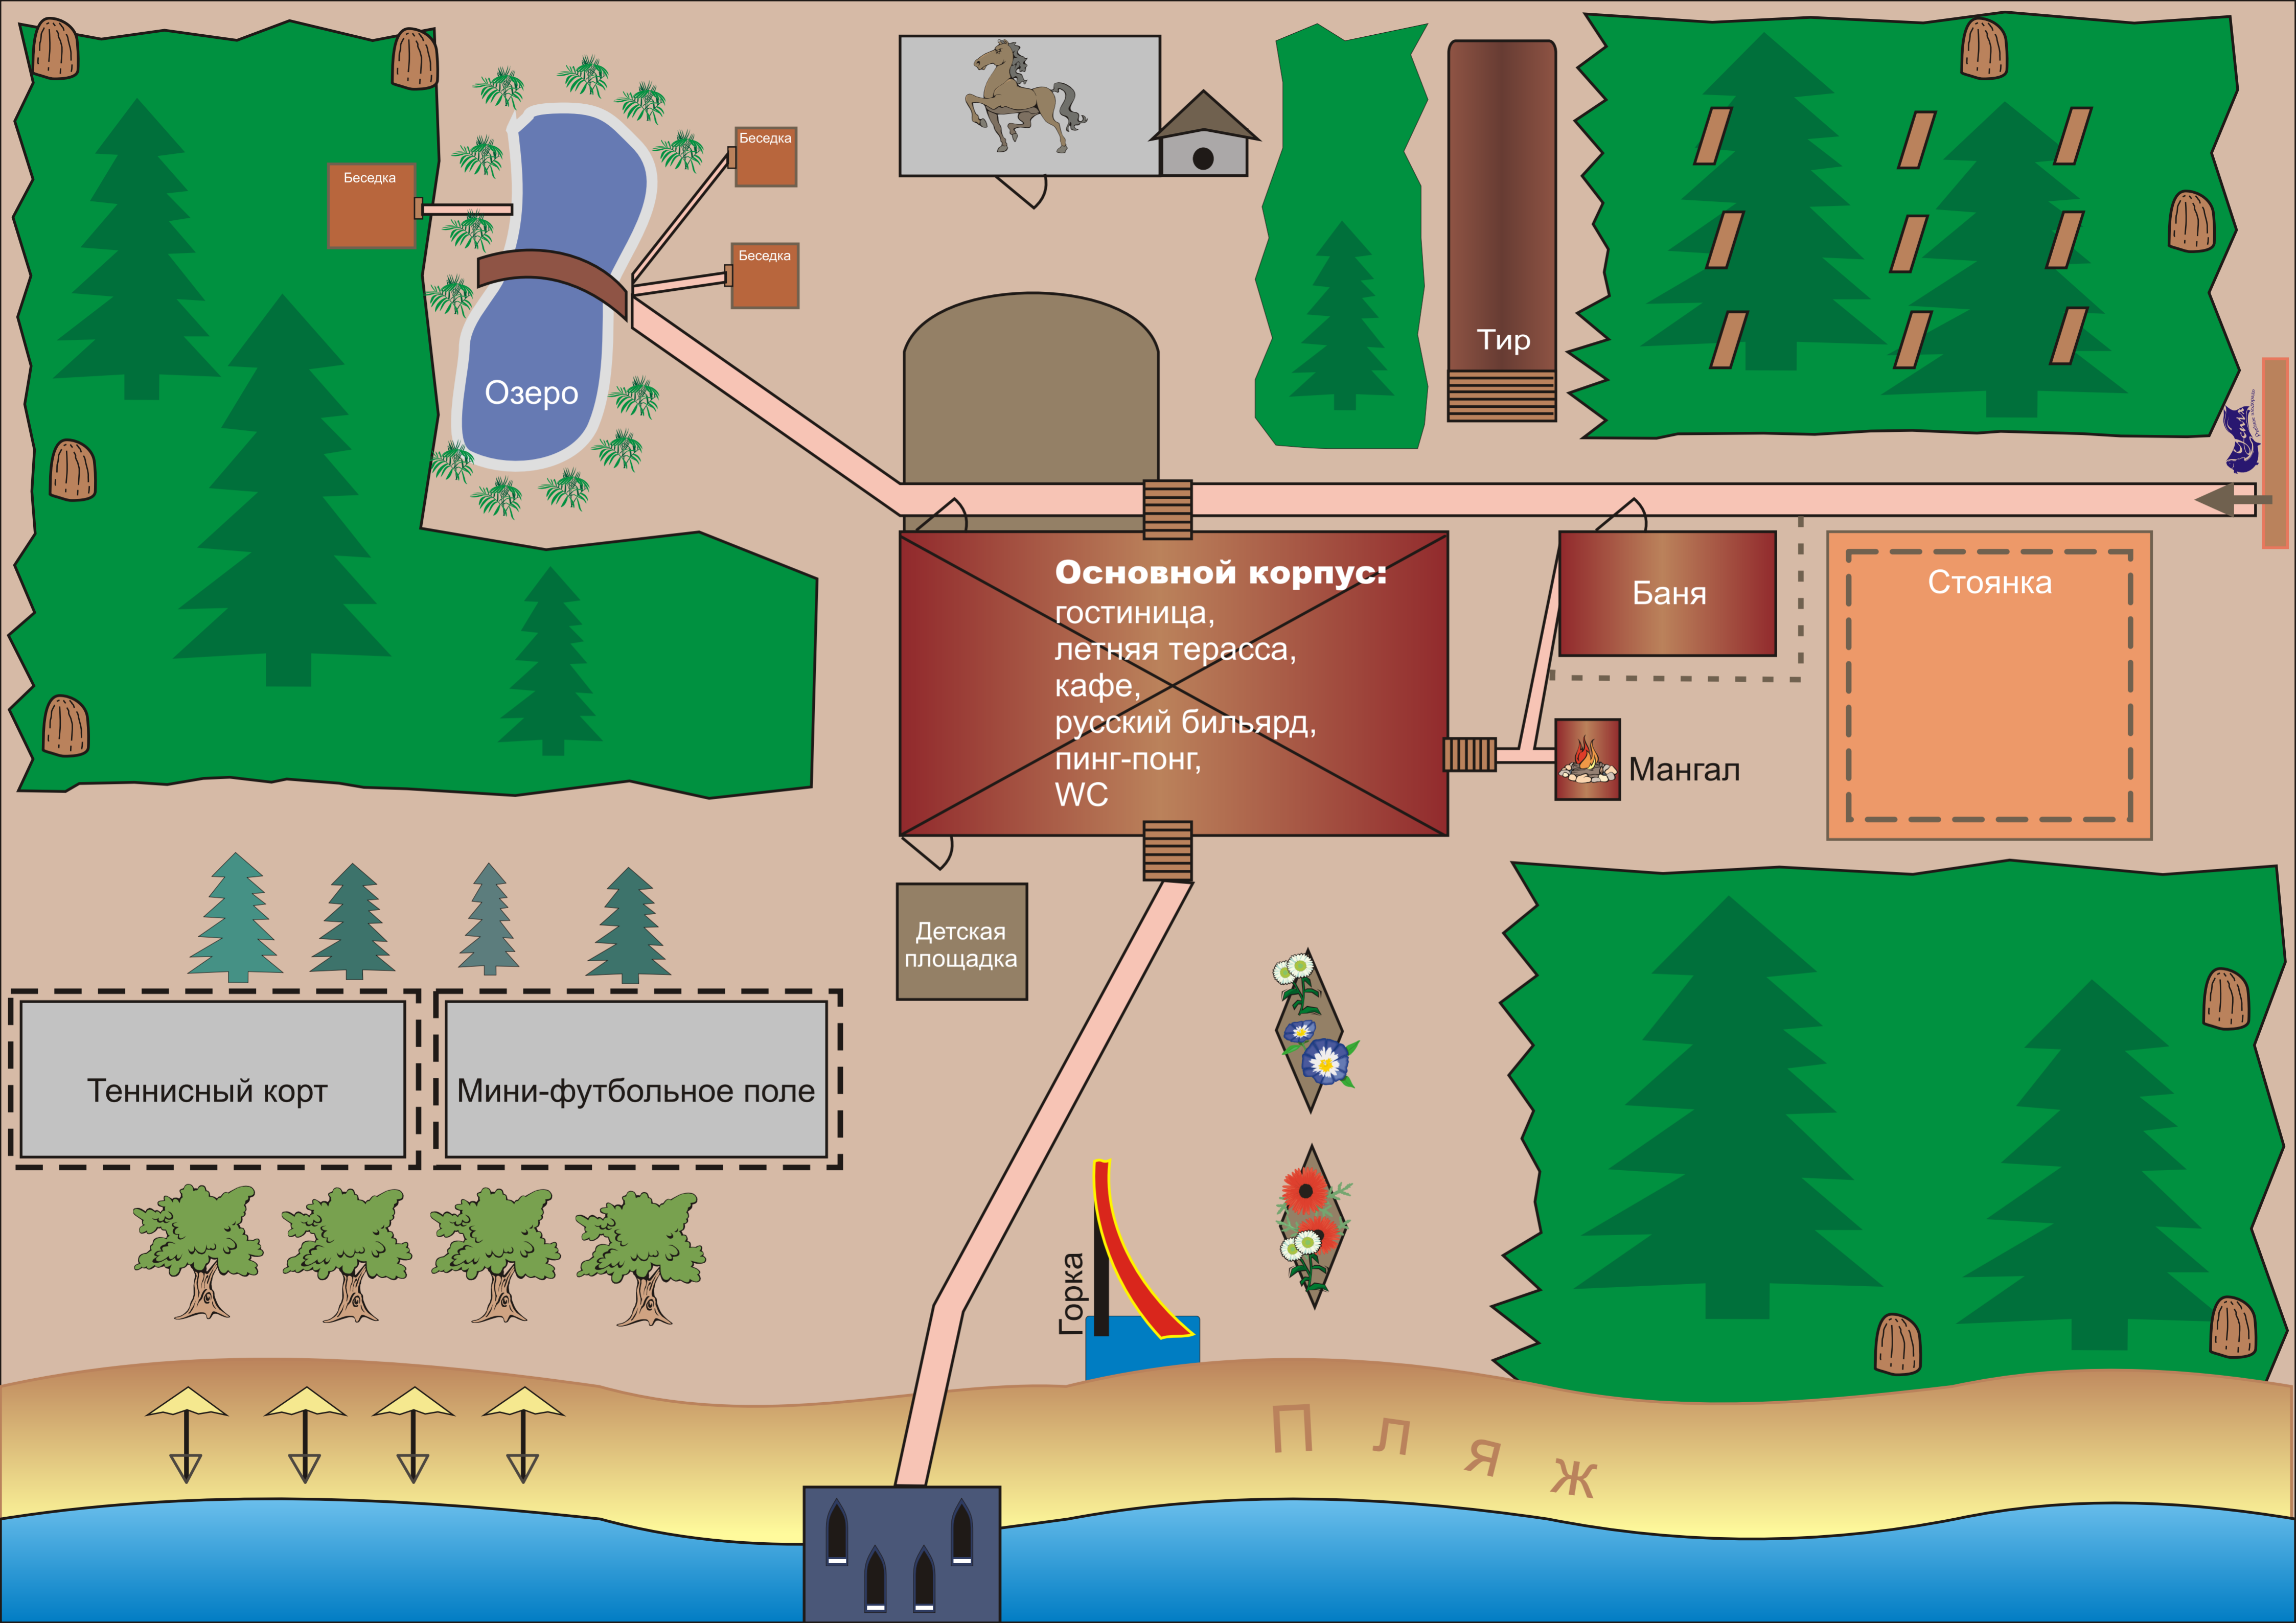 Беседка
Беседка
Беседка
Озеро
Тир
Основной корпус:
гостиница,
летняя терасса,
кафе,
русский бильярд,
пинг-понг,
WC
Баня
Стоянка
Мангал
Детская
площадка
Теннисный корт
Мини-футбольное поле
Горка
Пляж